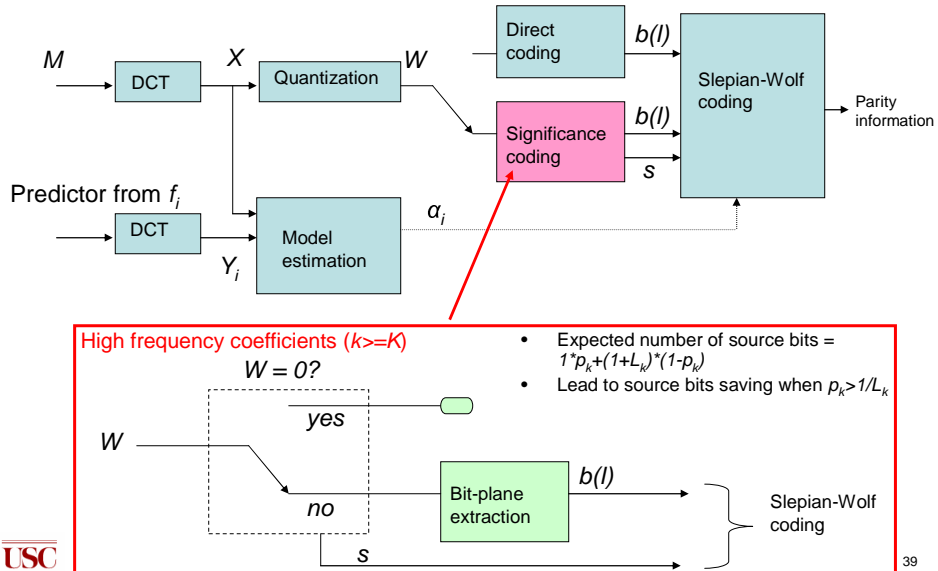 M
DCT
X
Quantization
W
Direct
coding
b(l)
Significance
coding
b(l)
s
Slepian-Wolf
coding
Parity
information
Predictor from f_i
DCT
Y_i
Model
estimation
α_i
High frequency coefficients (k>=K)
W = 0?
yes
W
no
Bit-plane
extraction
b(l)
s
Slepian-Wolf
coding
• Expected number of source bits =
1*p_k+(1+L_k)*(1-p_k)
• Lead to source bits saving when p_k>1/L_k
USC
39